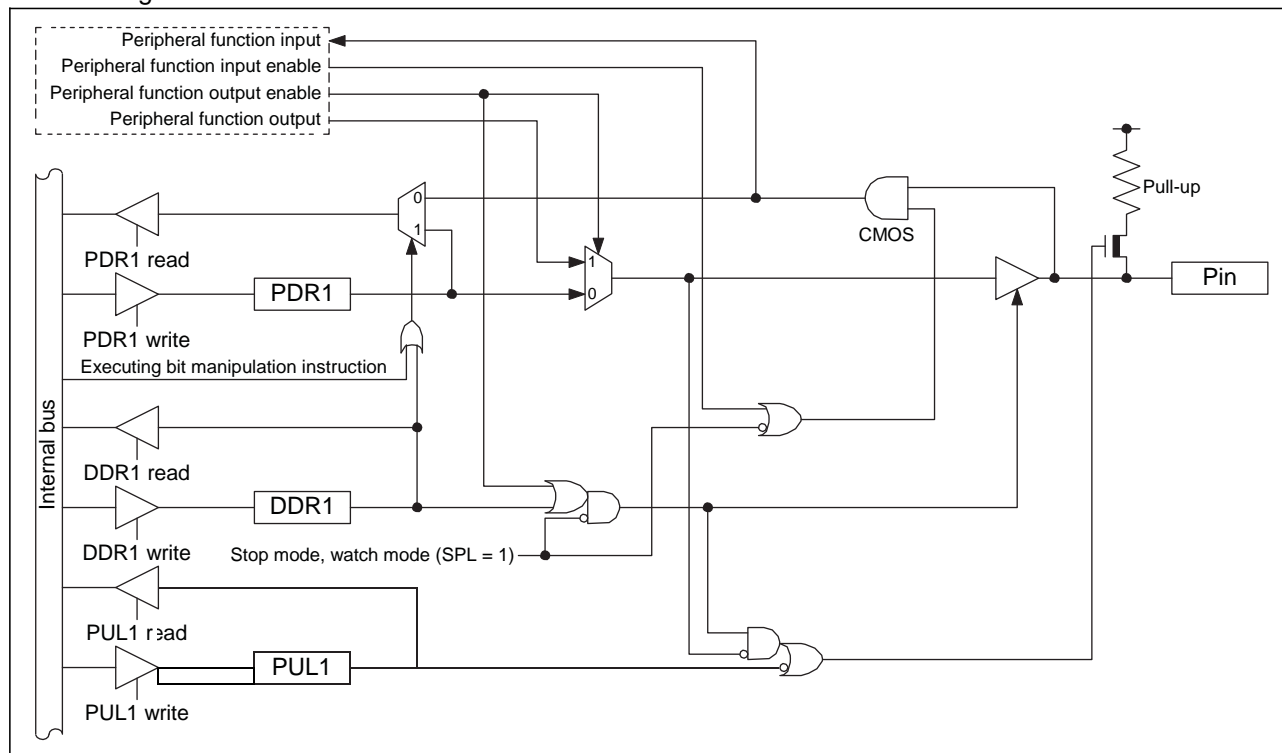 Peripheral function input
Peripheral function input enable
Peripheral function output enable
Peripheral function output
Pull-up
0
1
CMOS
PDR1 read
1
0
PDR1
Pin
PDR1 write
Executing bit manipulation instruction
Internal bus
DDR1 read
DDR1
DDR1 write
Stop mode, watch mode (SPL = 1)
PUL1 read
PUL1
PUL1 write